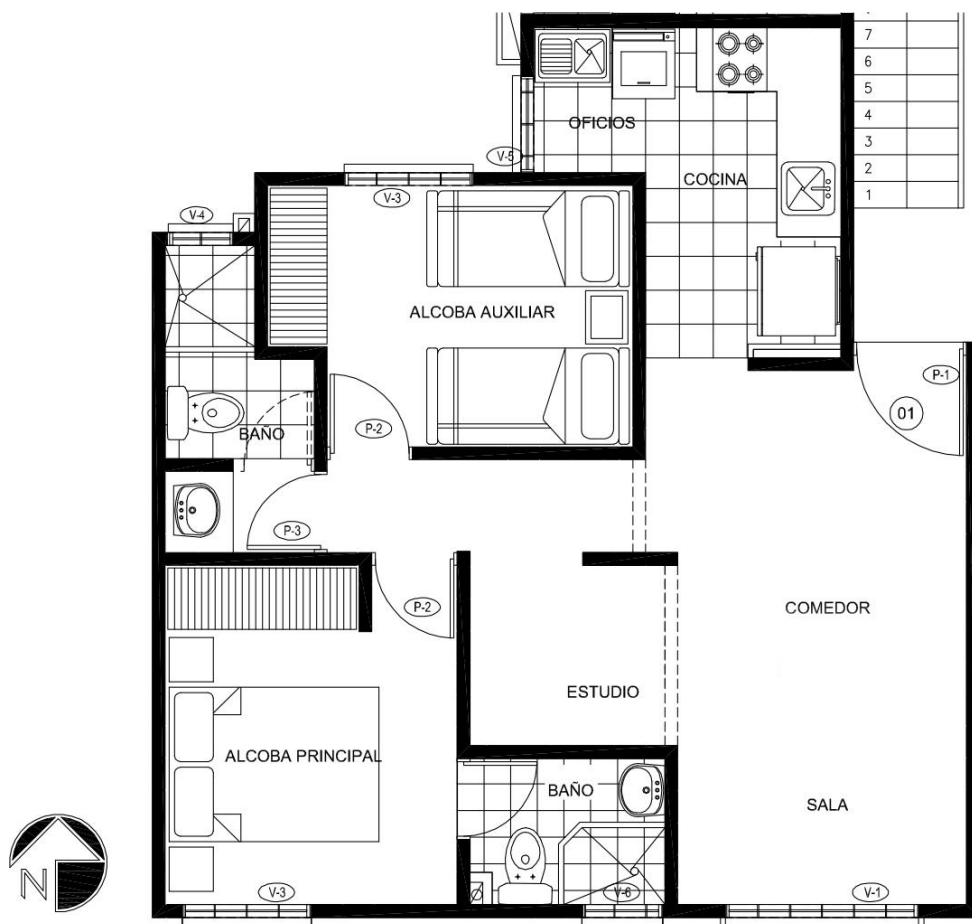 7
6
5
4
3
2
1
OFICIOS
V-5
COCINA
V-3
V-4
ALCOBA AUXILIAR
P-1
01
P-2
BAÑO
P-3
P-2
COMEDOR
ESTUDIO
ALCOBA PRINCIPAL
BAÑO
SALA
N
V-3
V-6
V-1